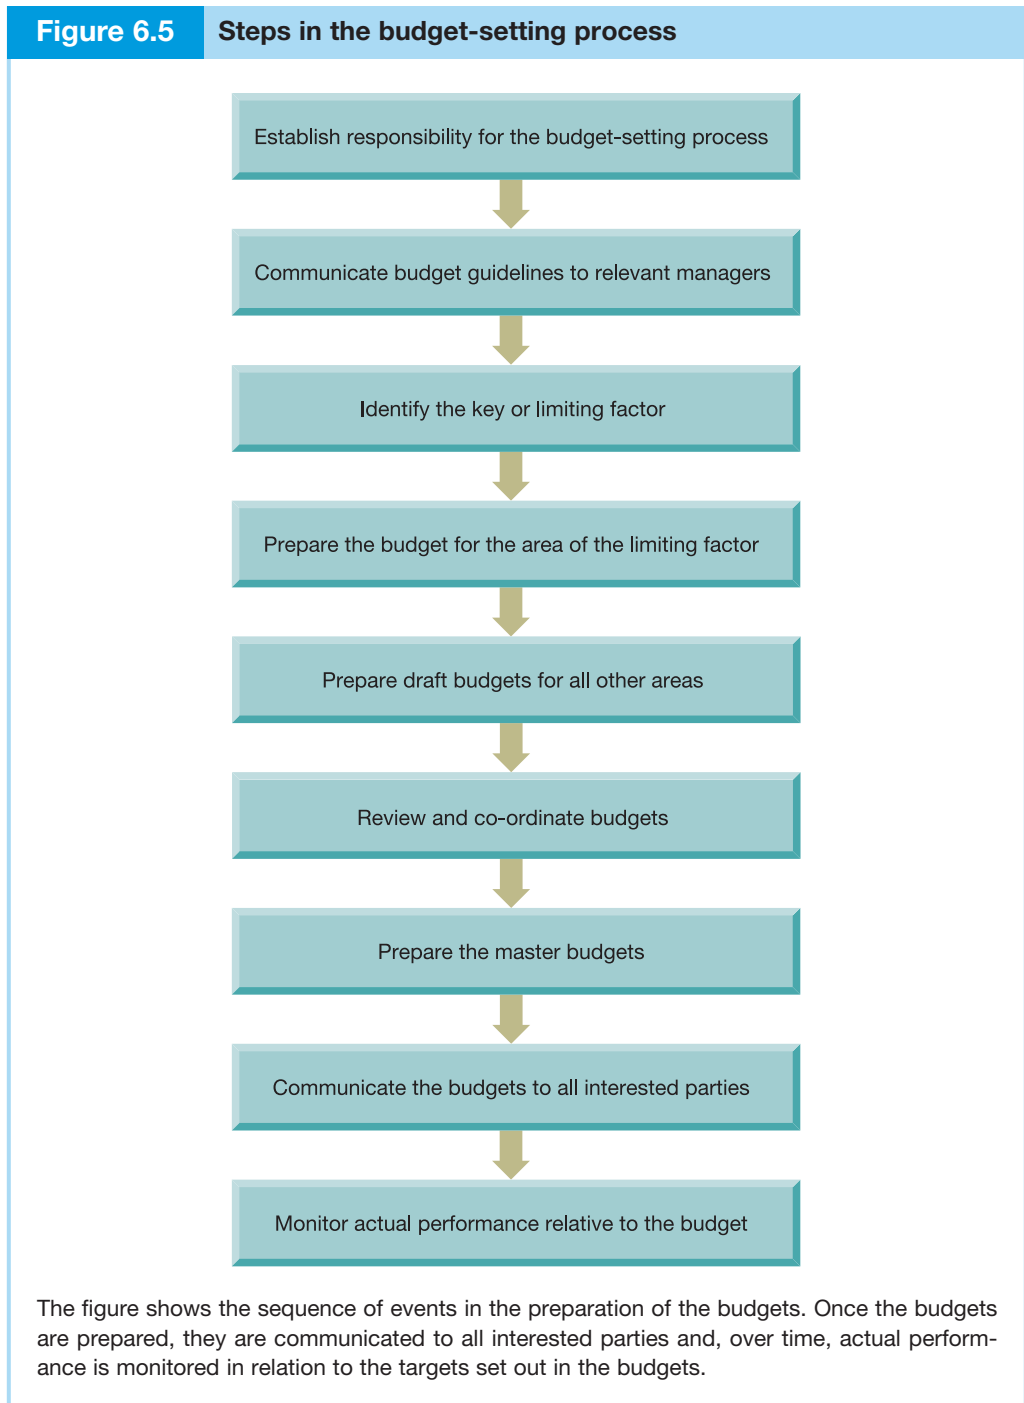 Figure 6.5 Steps in the budget-setting process
Establish responsibility for the budget-setting process
Communicate budget guidelines to relevant managers
Identify the key or limiting factor
Prepare the budget for the area of the limiting factor
Prepare draft budgets for all other areas
Review and co-ordinate budgets
Prepare the master budgets
Communicate the budgets to all interested parties
Monitor actual performance relative to the budget
The figure shows the sequence of events in the preparation of the budgets. Once the budgets
are prepared, they are communicated to all interested parties and, over time, actual perform-
ance is monitored in relation to the targets set out in the budgets.